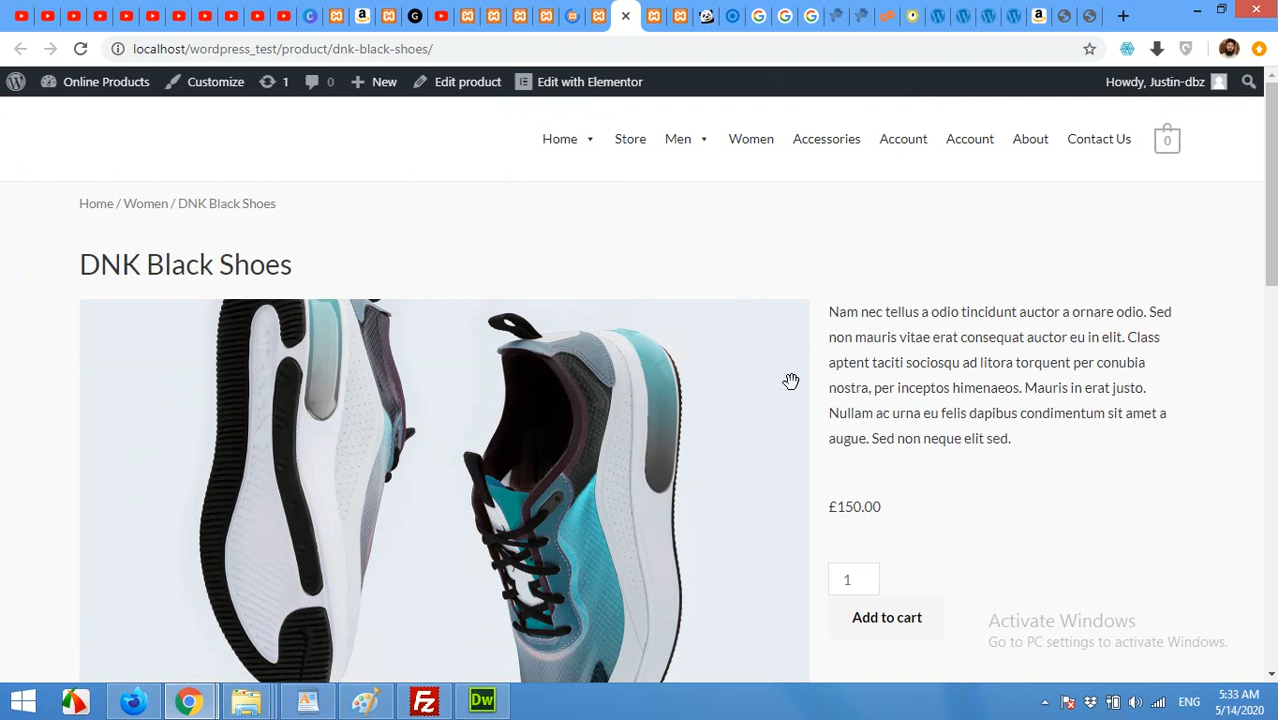 localhost/wordpress_test/product/dnk-black-shoes/
Online Products Customize 1 0 New Edit product Edit with Elementor Howdy, Justin-dbz
Home Store Men Women Accessories Account Account About Contact Us 0
Home / Women / DNK Black Shoes
DNK Black Shoes
Nam nec tellus a odio tincidunt auctor a ornare odio. Sed
non mauris vitae erat consequat auctor eu in elit. Class
aptent taciti sociosqu ad litora torquent per conubia
nostra, per inceptos himenaeos. Mauris in erat justo.
Nullam ac urna eu felis dapibus condimentum sit amet a
augue. Sed non neque elit sed.
£150.00
1
Add to cart
Activate Windows
Go to PC settings to activate Windows.
Fz
Dw
ENG
5:33 AM
5/14/2020